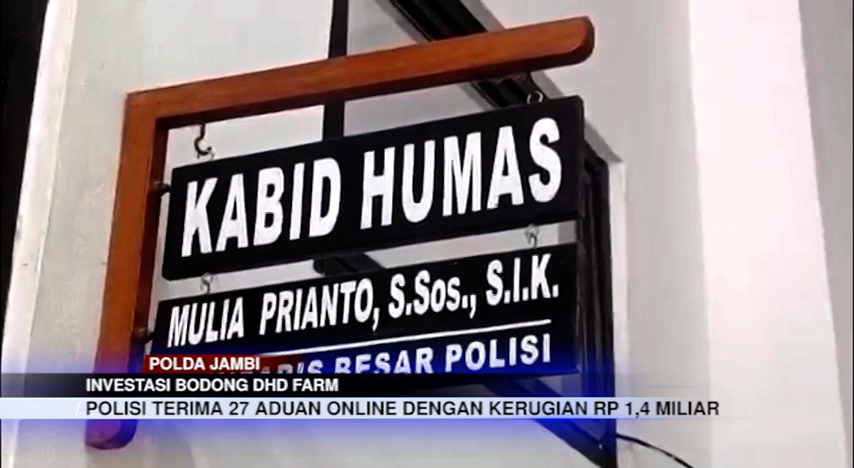 KABID HUMAS
MULIA PRIANTO, S.Sos., S.I.K.
BESAR POLISI
POLDA JAMBI
INVESTASI BODONG DHD FARM
POLISI TERIMA 27 ADUAN ONLINE DENGAN KERUGIAN RP 1,4 MILIAR